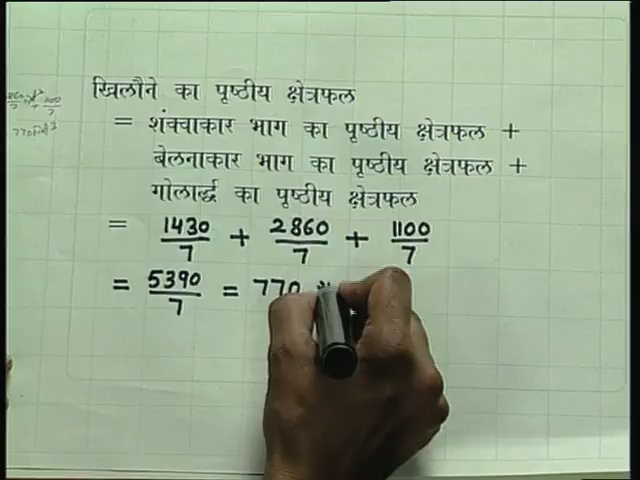 खिलौने का पृष्ठीय क्षेत्रफल
= शंक्वाकार भाग का पृष्ठीय क्षेत्रफल +
बेलनाकार भाग का पृष्ठीय क्षेत्रफल +
गोलार्द्ध का पृष्ठीय क्षेत्रफल
= 1430/7 + 2860/7 + 1100/7
= 5390/7 = 770